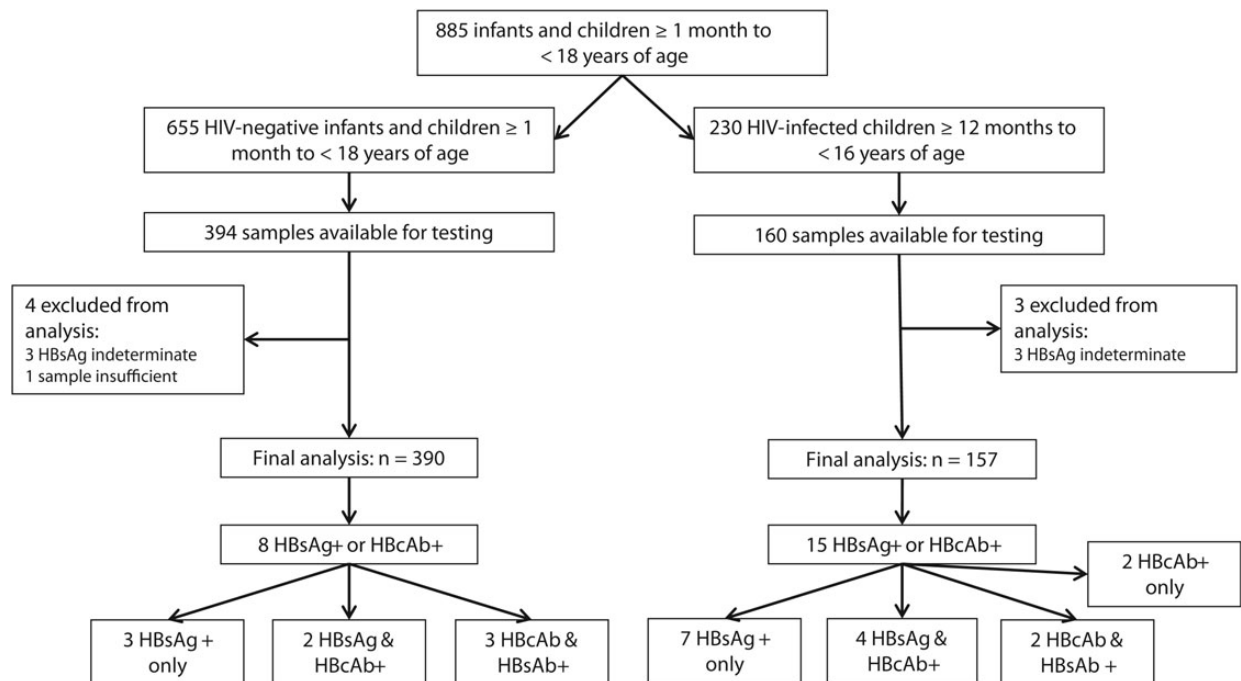 885 infants and children ≥ 1 month to
< 18 years of age
655 HIV-negative infants and children ≥ 1
month to < 18 years of age
230 HIV-infected children ≥ 12 months to
< 16 years of age
394 samples available for testing
160 samples available for testing
4 excluded from
analysis:
3 HBsAg indeterminate
1 sample insufficient
3 excluded from
analysis:
3 HBsAg indeterminate
Final analysis: n = 390
Final analysis: n = 157
8 HBsAg+ or HBcAb+
15 HBsAg+ or HBcAb+
2 HBcAb+
only
3 HBsAg +
only
2 HBsAg &
HBcAb+
3 HBcAb &
HBsAb+
7 HBsAg +
only
4 HBsAg &
HBcAb+
2 HBcAb &
HBsAb +